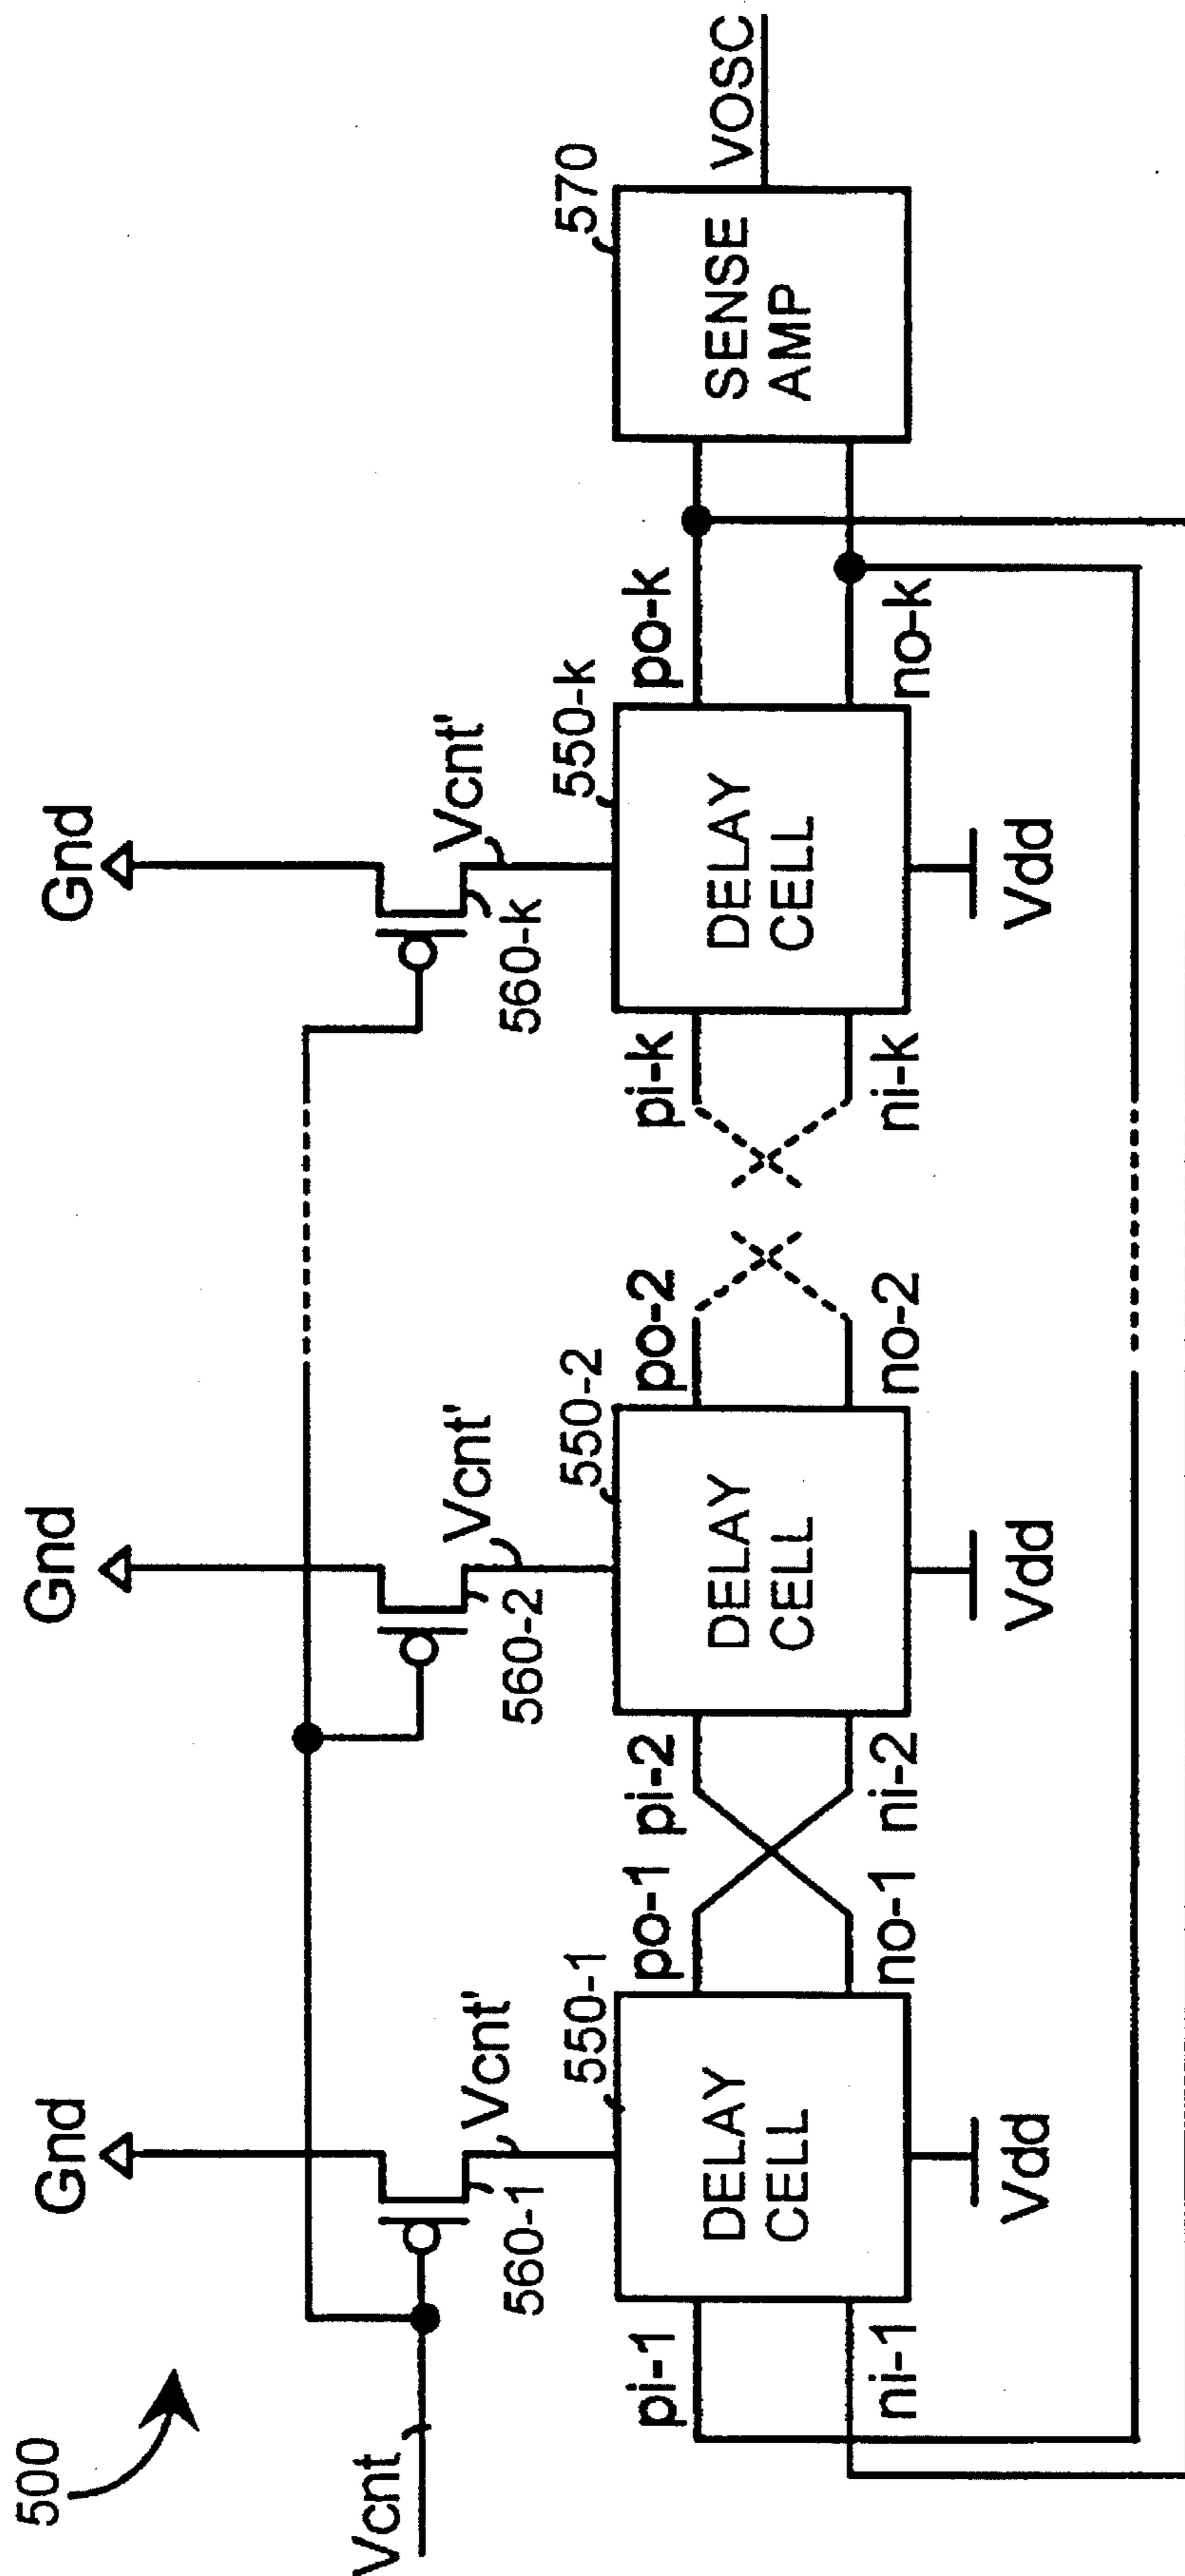 500
Gnd
Gnd
Gnd
Vcnt
Vcnt'
Vcnt'
Vcnt'
560-1
560-2
560-k
550-1
550-2
550-k
570
pi-1
po-1
pi-2
po-2
pi-k
po-k
DELAY
CELL
DELAY
CELL
DELAY
CELL
SENSE
AMP
VOSC
ni-1
no-1
ni-2
no-2
ni-k
no-k
Vdd
Vdd
Vdd